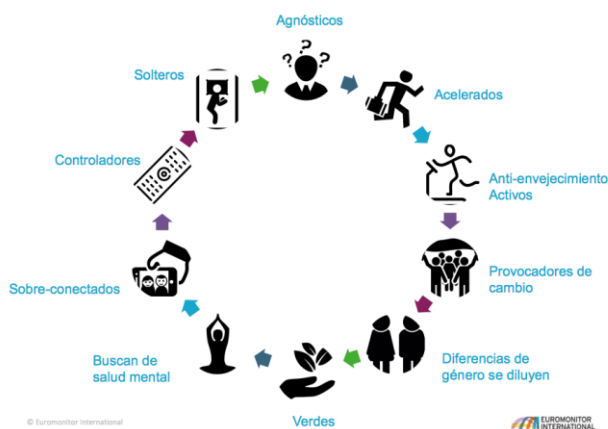 Agnósticos
Acelerados
Anti-envejecimiento
Activos
Provocadores de
cambio
Diferencias de
género se diluyen
Verdes
Buscan de
salud mental
Sobre-conectados
Controladores
Solteros
© Euromonitor International
EUROMONITOR
INTERNATIONAL